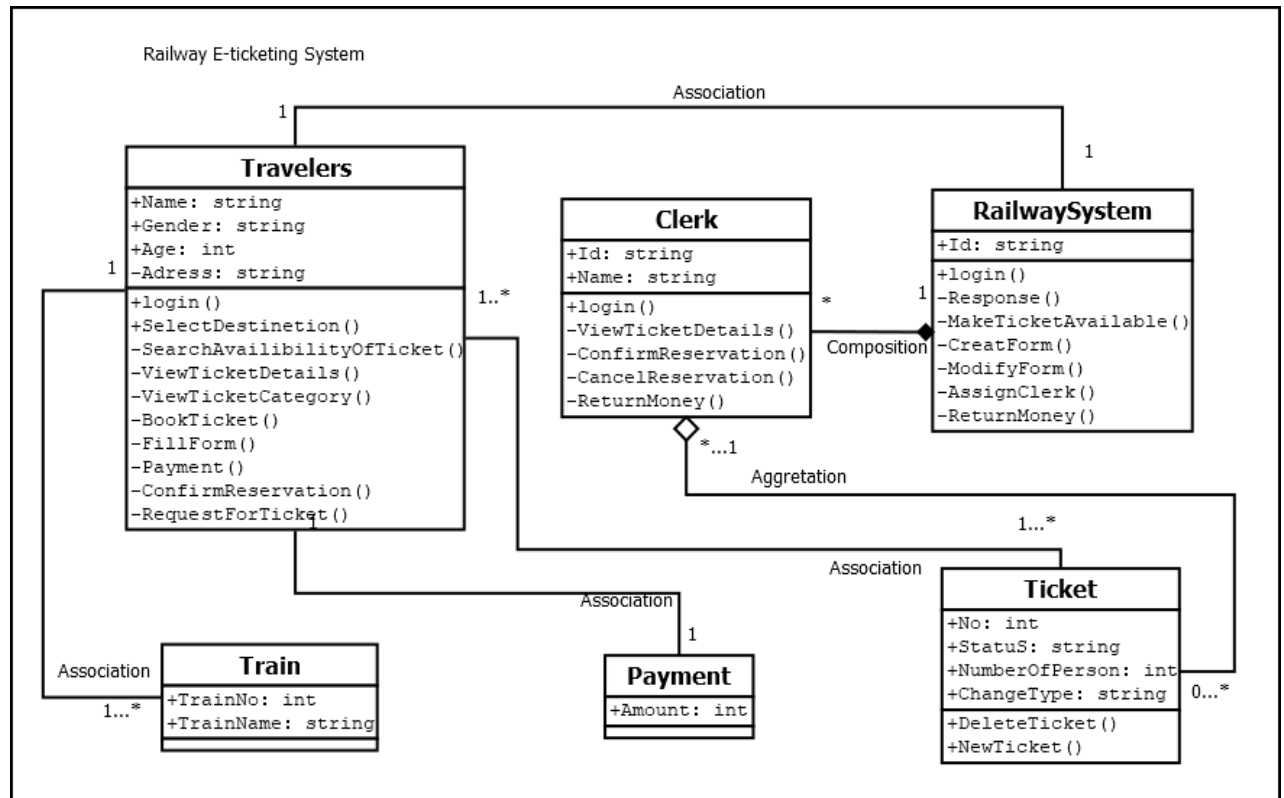 Railway E-ticketing System
Association
1
1
Travelers
+Name: string
+Gender: string
+Age: int
-Adress: string
+login()
+SelectDestinetion()
-SearchAvailibilityOfTicket()
-ViewTicketDetails()
-ViewTicketCategory()
-BookTicket()
-FillForm()
-Payment()
-ConfirmReservation()
-RequestForTicket()
1
1..*
1
Clerk
+Id: string
+Name: string
+login()
-ViewTicketDetails()
-ConfirmReservation()
-CancelReservation()
-ReturnMoney()
*
1
Composition
RailwaySystem
+Id: string
+login()
-Response()
-MakeTicketAvailable()
-CreatForm()
-ModifyForm()
-AssignClerk()
-ReturnMoney()
*...1
Aggretation
1...*
Association
Association
1
Association
1...*
Train
+TrainNo: int
+TrainName: string
Payment
+Amount: int
Ticket
+No: int
+StatuS: string
+NumberOfPerson: int
+ChangeType: string
+DeleteTicket()
+NewTicket()
0...*